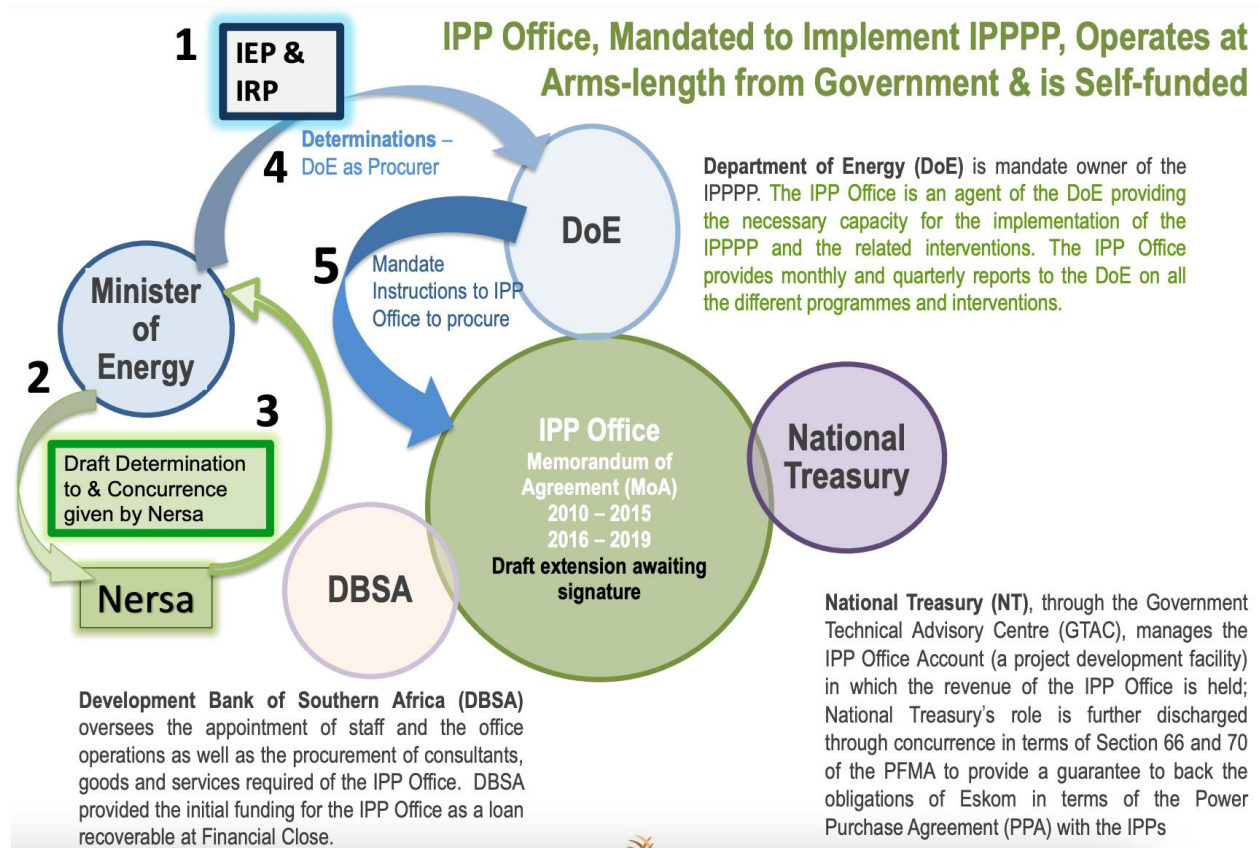 IPP Office, Mandated to Implement IPPPP, Operates at
Arms-length from Government & is Self-funded
1
IEP &
IRP
4
Determinations –
DoE as Procurer
DoE
Department of Energy (DoE) is mandate owner of the
IPPPP. The IPP Office is an agent of the DoE providing
the necessary capacity for the implementation of the
IPPPP and the related interventions. The IPP Office
provides monthly and quarterly reports to the DoE on all
the different programmes and interventions.
5
Mandate
Instructions to IPP
Office to procure
Minister
of
Energy
2
3
Draft Determination
to & Concurrence
given by Nersa
Nersa
IPP Office
Memorandum of
Agreement (MoA)
2010 – 2015
2016 – 2019
Draft extension awaiting
signature
National
Treasury
DBSA
Development Bank of Southern Africa (DBSA)
oversees the appointment of staff and the office
operations as well as the procurement of consultants,
goods and services required of the IPP Office. DBSA
provided the initial funding for the IPP Office as a loan
recoverable at Financial Close.
National Treasury (NT), through the Government
Technical Advisory Centre (GTAC), manages the
IPP Office Account (a project development facility)
in which the revenue of the IPP Office is held;
National Treasury's role is further discharged
through concurrence in terms of Section 66 and 70
of the PFMA to provide a guarantee to back the
obligations of Eskom in terms of the Power
Purchase Agreement (PPA) with the IPPs